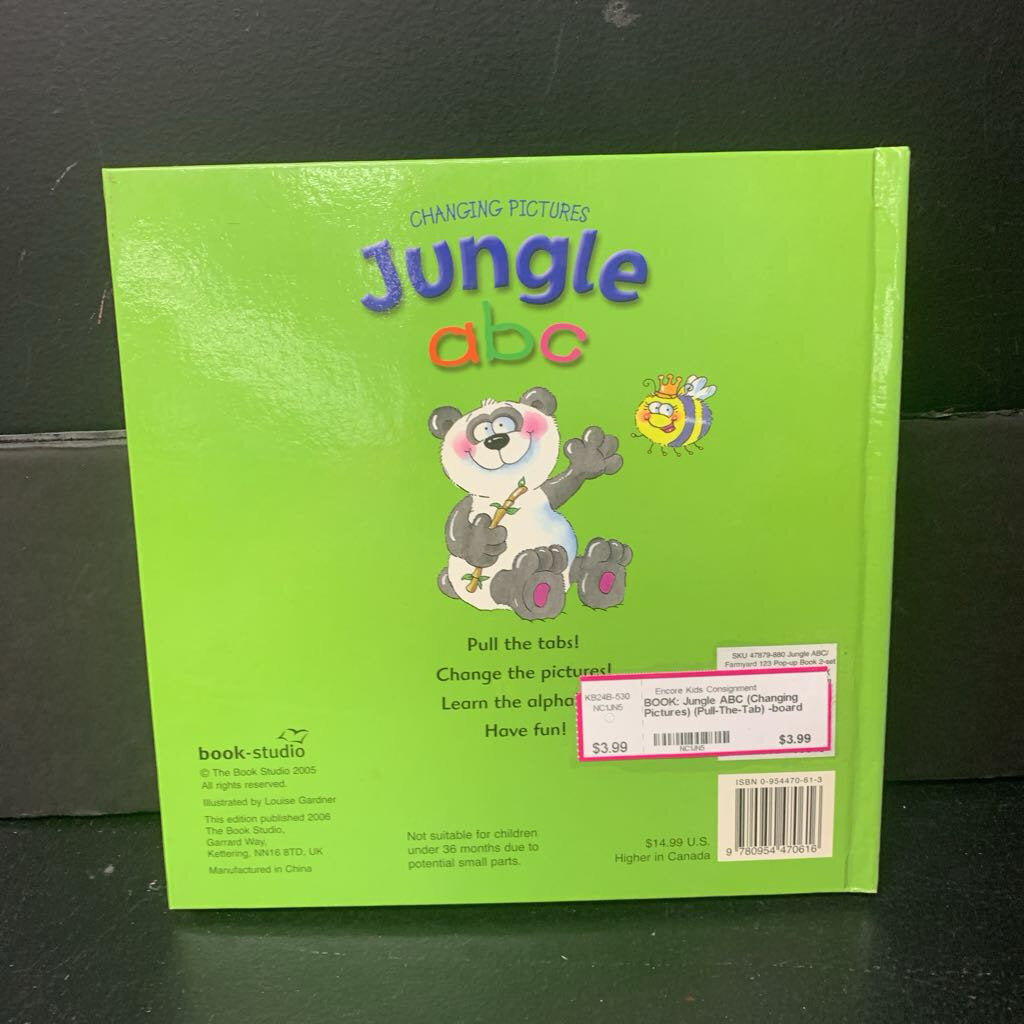 CHANGING PICTURES
Jungle
abc
Pull the tabs!
Change the pictures!
Learn the alpha
Have fun!
SKU 47879-880 Jungle ABC/
Farmyard 123 Pop-up Book 2-set
KB24B-530
NC1JN5
$3.99
Encore Kids Consignment
BOOK: Jungle ABC (Changing
Pictures) (Pull-The-Tab) -board
NC1JN5
$3.99
book-studio
© The Book Studio 2005
All rights reserved.
Illustrated by Louise Gardner
This edition published 2006
The Book Studio,
Garrard Way,
Kettering, NN16 8TD, UK
Manufactured in China
Not suitable for children
under 36 months due to
potential small parts.
$14.99 U.S.
Higher in Canada
ISBN 0-954470-61-3
9 780954 470616